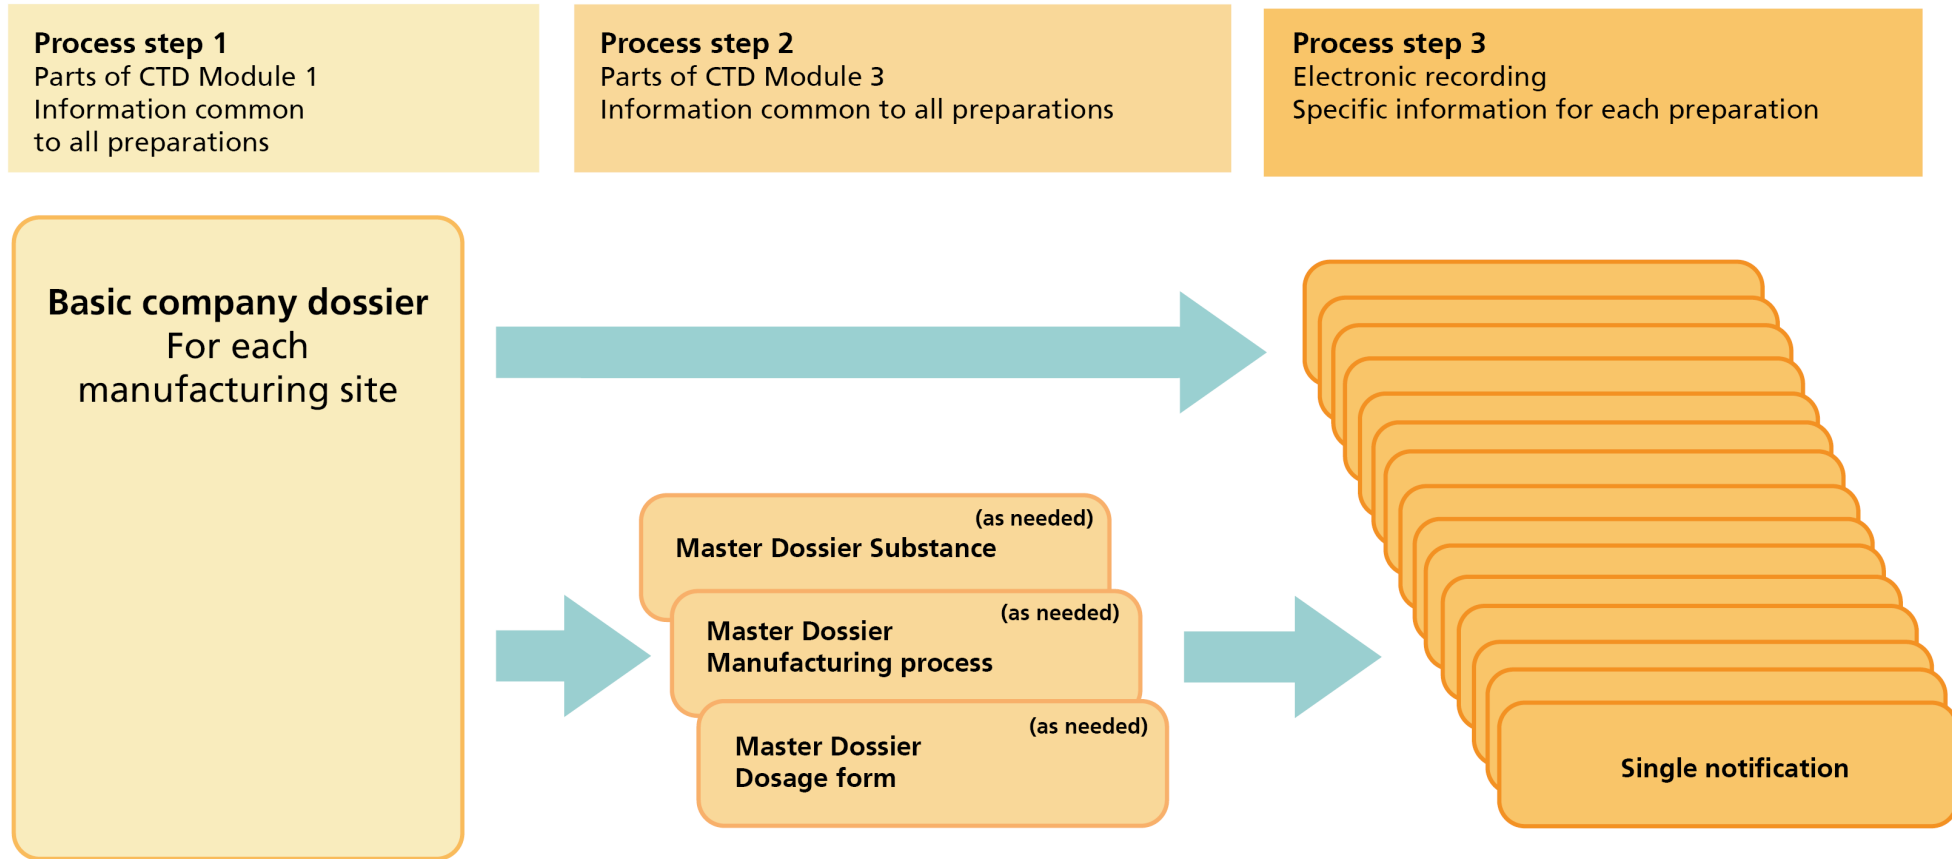 Process step 1
Parts of CTD Module 1
Information common
to all preparations
Process step 2
Parts of CTD Module 3
Information common to all preparations
Process step 3
Electronic recording
Specific information for each preparation
Basic company dossier
For each
manufacturing site
(as needed)
Master Dossier Substance
(as needed)
Master Dossier
Manufacturing process
(as needed)
Master Dossier
Dosage form
Single notification